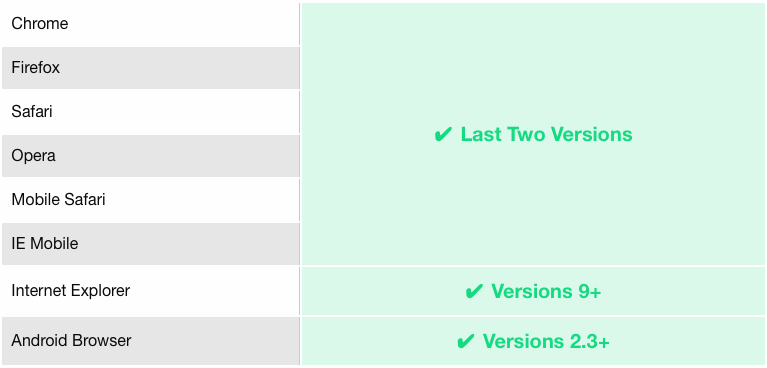 Chrome
Firefox
Safari
✔ Last Two Versions
Opera
Mobile Safari
IE Mobile
Internet Explorer ✔ Versions 9+
Android Browser ✔ Versions 2.3+